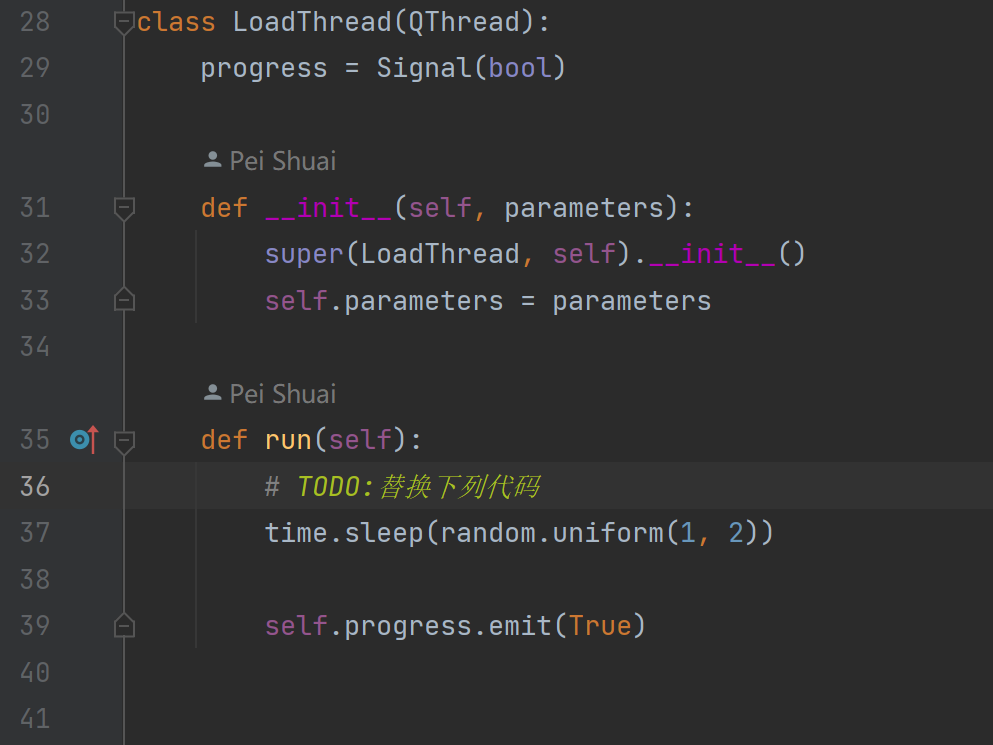 28 class LoadThread(QThread):
29     progress = Signal(bool)
30
Pei Shuai
31     def __init__(self, parameters):
32         super(LoadThread, self).__init__()
33         self.parameters = parameters
34
Pei Shuai
35     def run(self):
36         # TODO:替换下列代码
37         time.sleep(random.uniform(1, 2))
38
39         self.progress.emit(True)
40
41